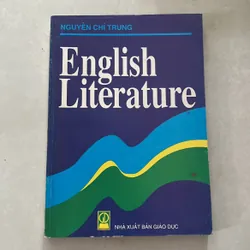 NGUYỄN CHÍ TRUNG
English
Literature
NHÀ XUẤT BẢN GIÁO DỤC